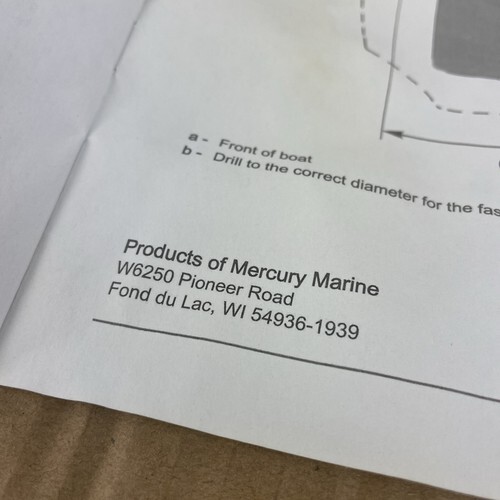 a - Front of boat
b - Drill to the correct diameter for the
Products of Mercury Marine
W6250 Pioneer Road
Fond du Lac, WI 54936-1939